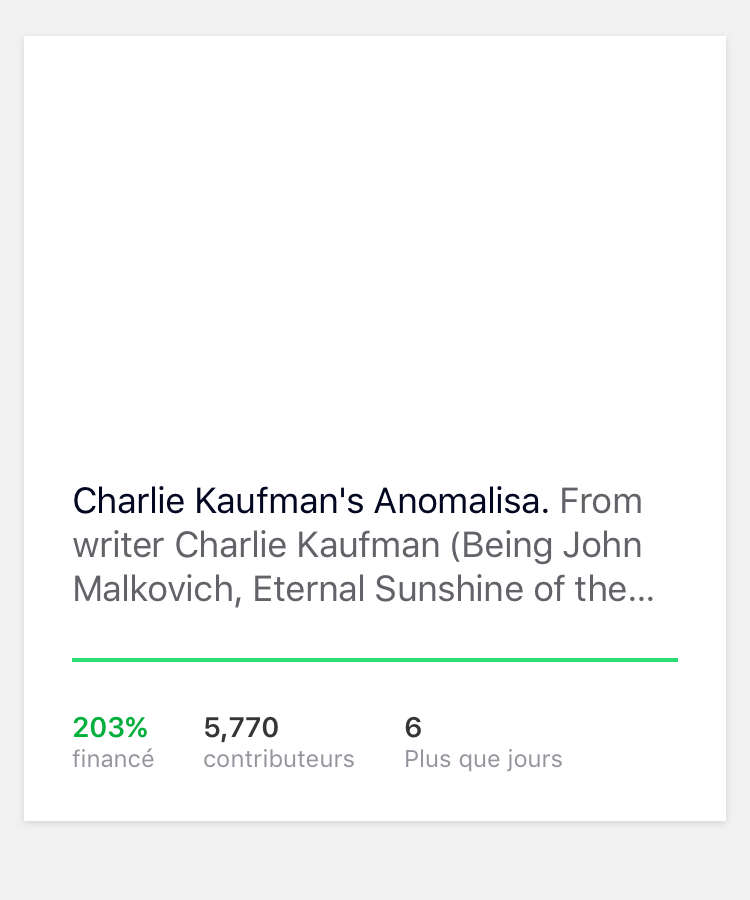 Charlie Kaufman's Anomalisa. From
writer Charlie Kaufman (Being John
Malkovich, Eternal Sunshine of the...
203% 5,770 6
financé contributeurs Plus que jours